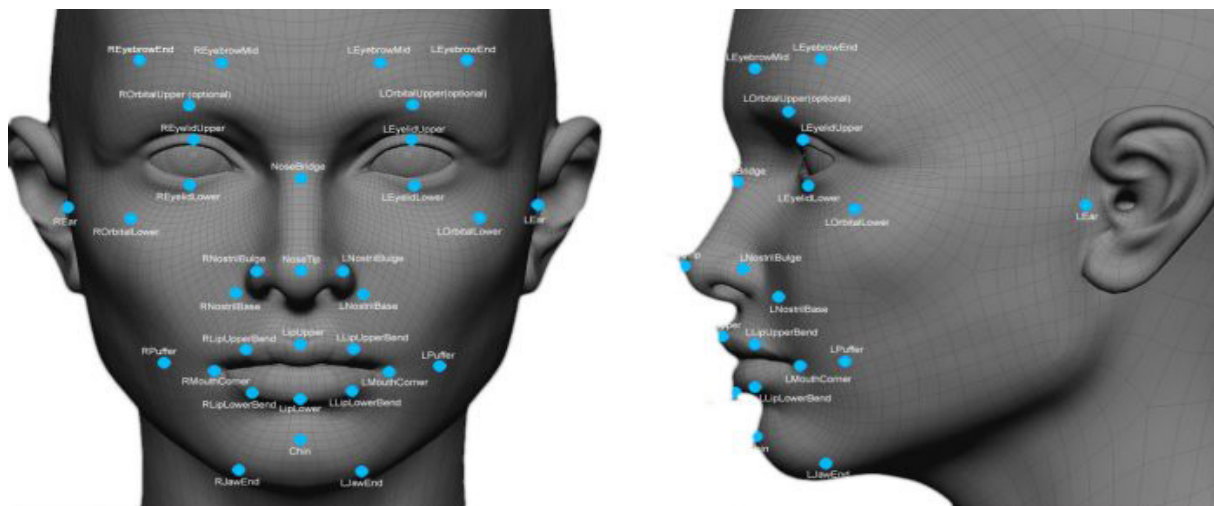 REyebrowEnd
REyebrowMid
LEyebrowMid
LEyebrowEnd
ROrbitalUpper (optional)
LOrbitalUpper(optional)
REyelidUpper
LEyelidUpper
NoseBridge
REyelidLower
LEyelidLower
REar
LEar
ROrbitalLower
LOrbitalLower
RNostrilBulge
NoseTip
LNostrilBulge
RNostrilBase
LNostrilBase
RLipUpperBend
LipUpper
LLipUpperBend
RPuffer
LPuffer
RMouthCorner
LMouthCorner
RLipLowerBend
LipLower
LLipLowerBend
Chin
RJawEnd
LJawEnd
LEyebrowEnd
LEyebrowMid
LOrbitalUpper(optional)
LEyelidUpper
Bridge
LEyelidLower
LOrbitalLower
LEar
LNostrilBulge
LNostrilBase
LLipUpperBend
LPuffer
LMouthCorner
LLipLowerBend
LJawEnd